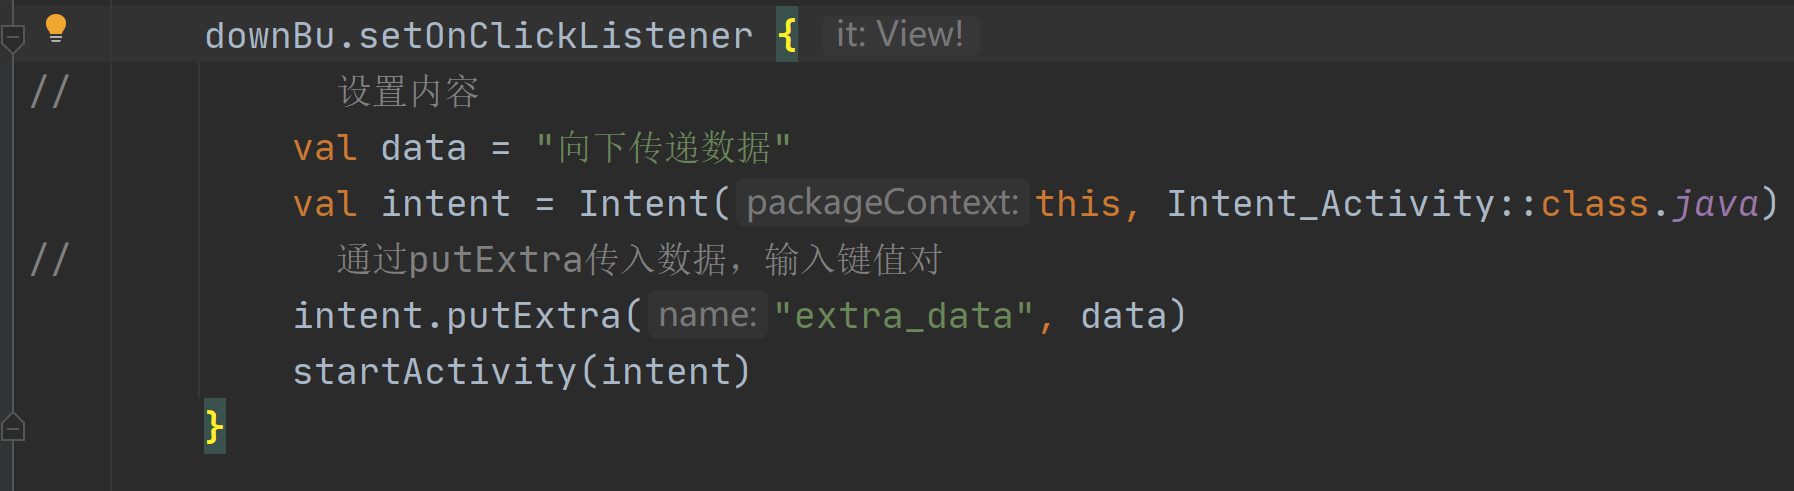 downBu.setOnClickListener { it: View!
// 设置内容
val data = "向下传递数据"
val intent = Intent( packageContext: this, Intent_Activity::class.java)
// 通过putExtra传入数据，输入键值对
intent.putExtra( name: "extra_data", data)
startActivity(intent)
}